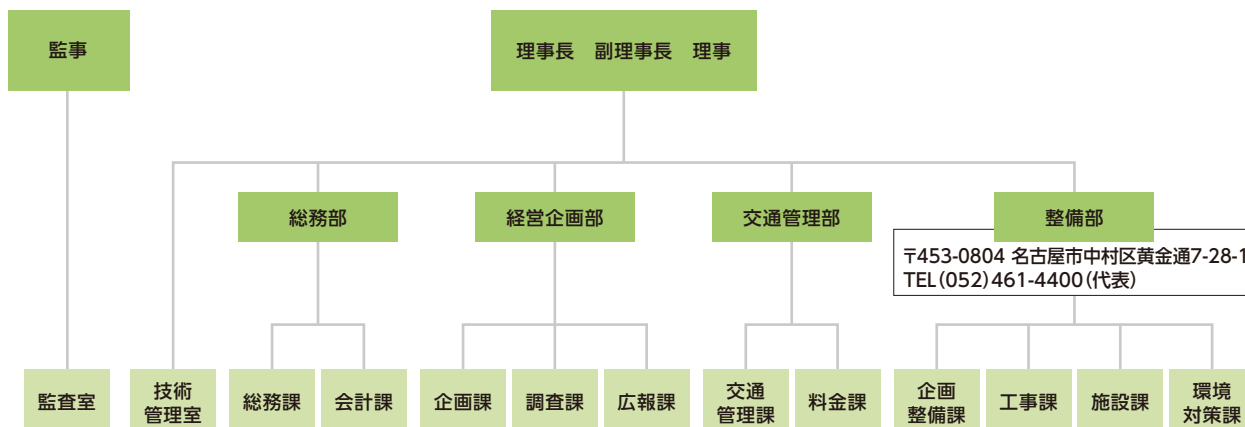 監事
理事長　副理事長　理事
総務部
経営企画部
交通管理部
整備部
〒453-0804 名古屋市中村区黄金通7-28-1
TEL(052)461-4400(代表)
監査室
技術
管理室
総務課
会計課
企画課
調査課
広報課
交通
管理課
料金課
企画
整備課
工事課
施設課
環境
対策課